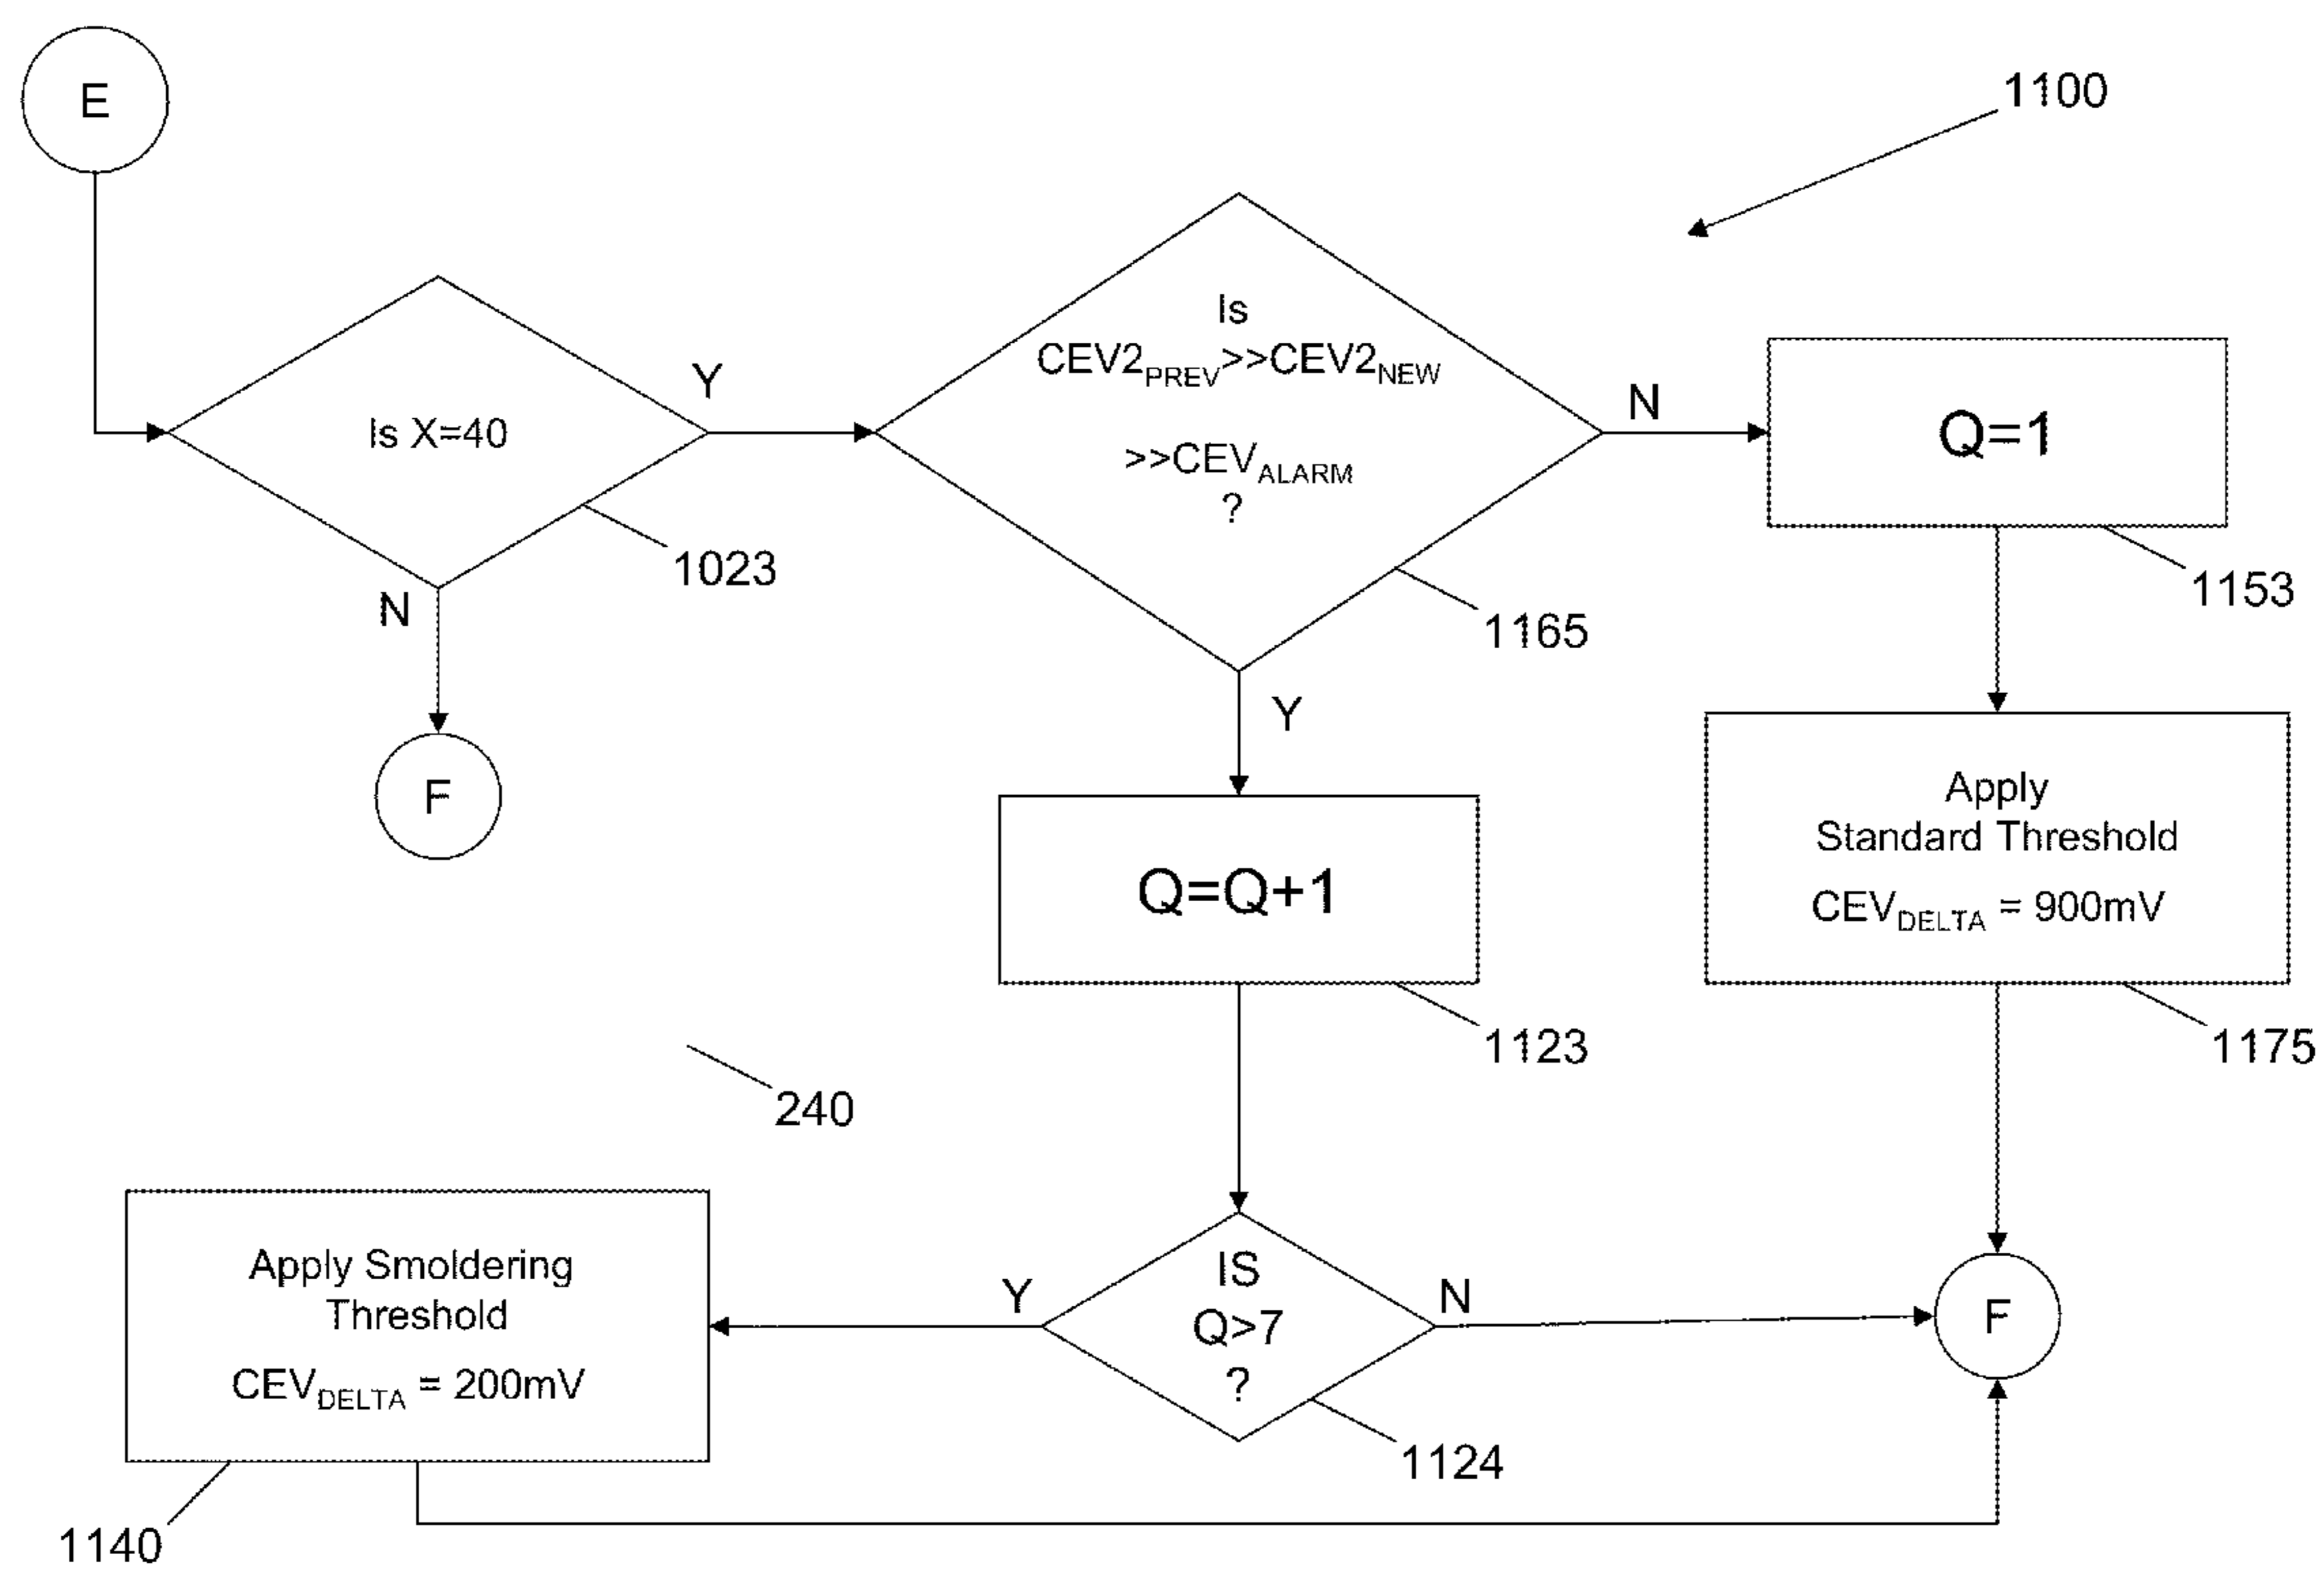 E
1100
Is X=40
Y
N
1023
F
Is
CEV2PREV>>CEV2NEW
>>CEVALARM
?
N
Y
1165
Q=1
1153
Apply
Standard Threshold
CEVDELTA = 900mV
1175
Q=Q+1
1123
240
IS
Q>7
?
Y
N
1124
F
Apply Smoldering
Threshold
CEVDELTA = 200mV
1140